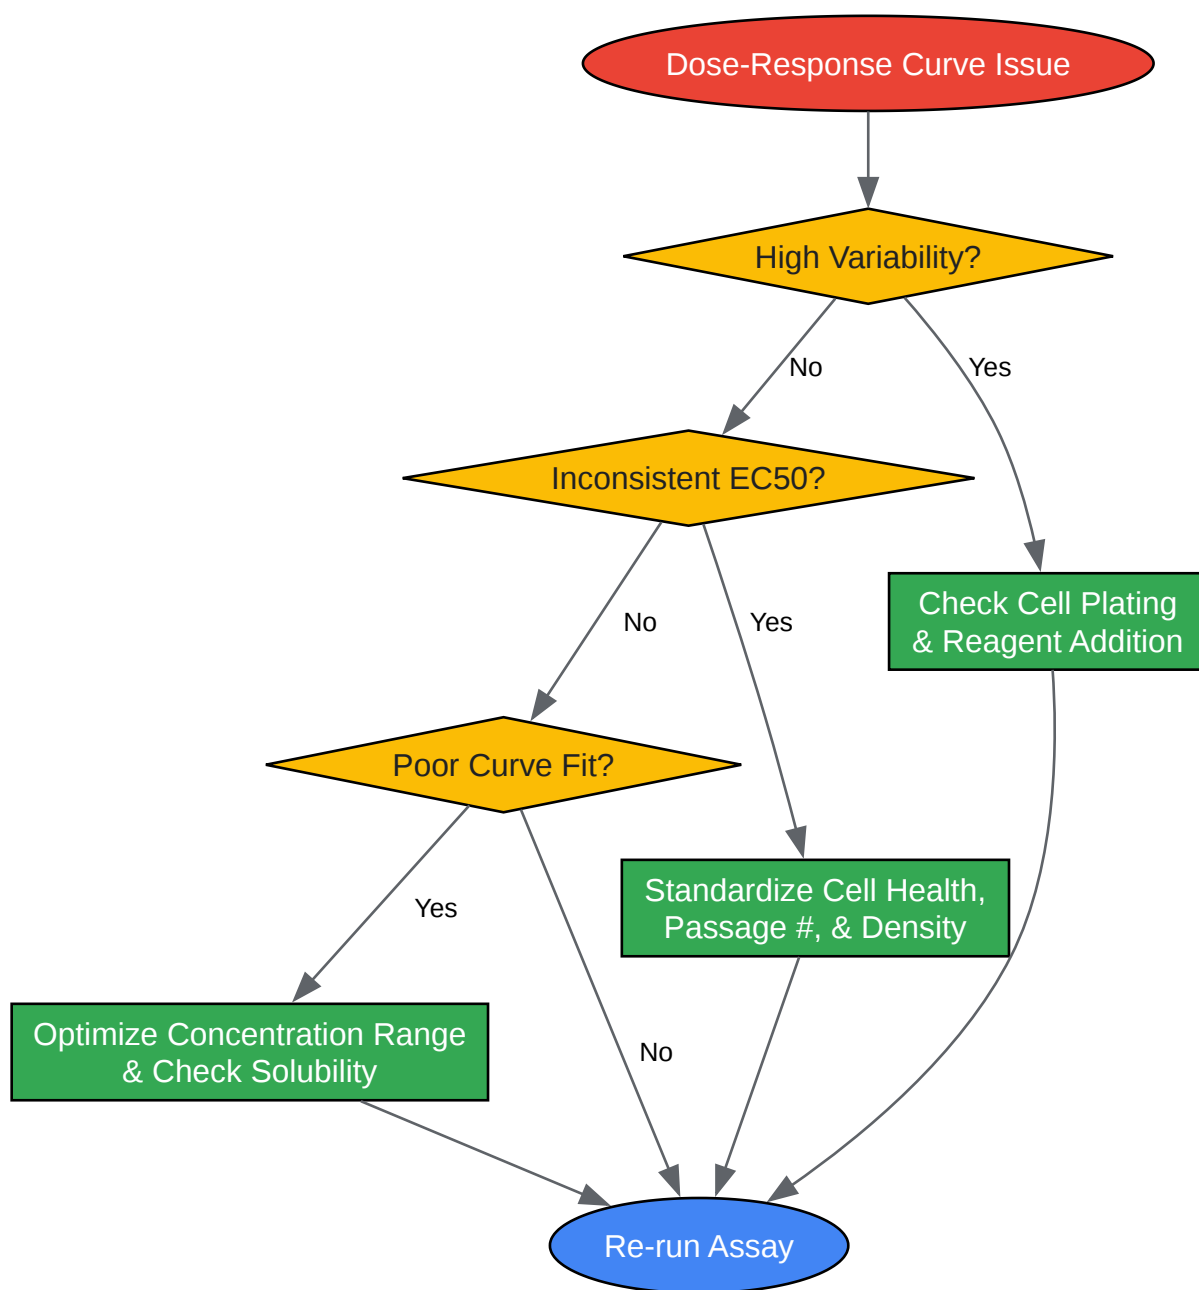 Dose-Response Curve Issue
High Variability?
No
Yes
Inconsistent EC50?
Check Cell Plating
& Reagent Addition
No
Yes
Poor Curve Fit?
Standardize Cell Health,
Passage #, & Density
Yes
Optimize Concentration Range
& Check Solubility
No
Re-run Assay